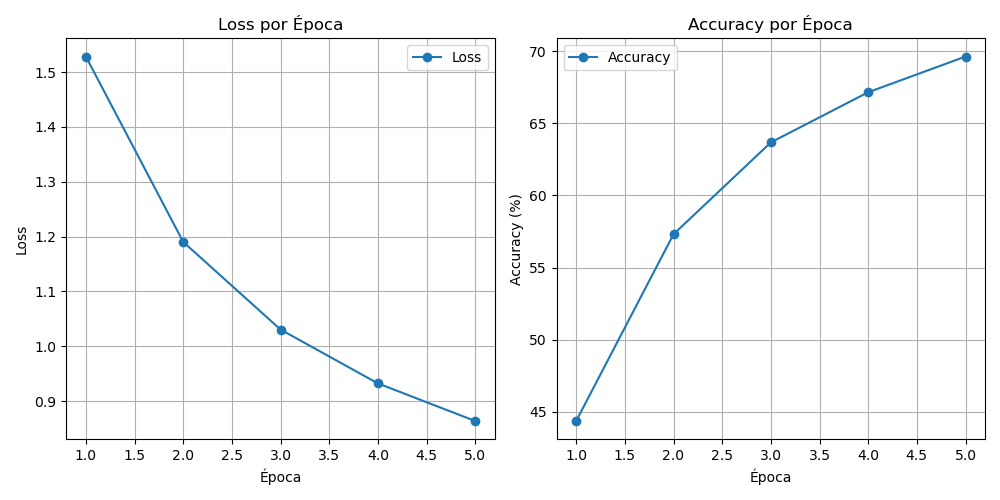 Loss por Época
Loss
1.5
1.4
1.3
1.2
1.1
1.0
0.9
Loss
1.0 1.5 2.0 2.5 3.0 3.5 4.0 4.5 5.0
Época
Accuracy por Época
Accuracy
70
65
60
55
50
45
Accuracy (%)
1.0 1.5 2.0 2.5 3.0 3.5 4.0 4.5 5.0
Época